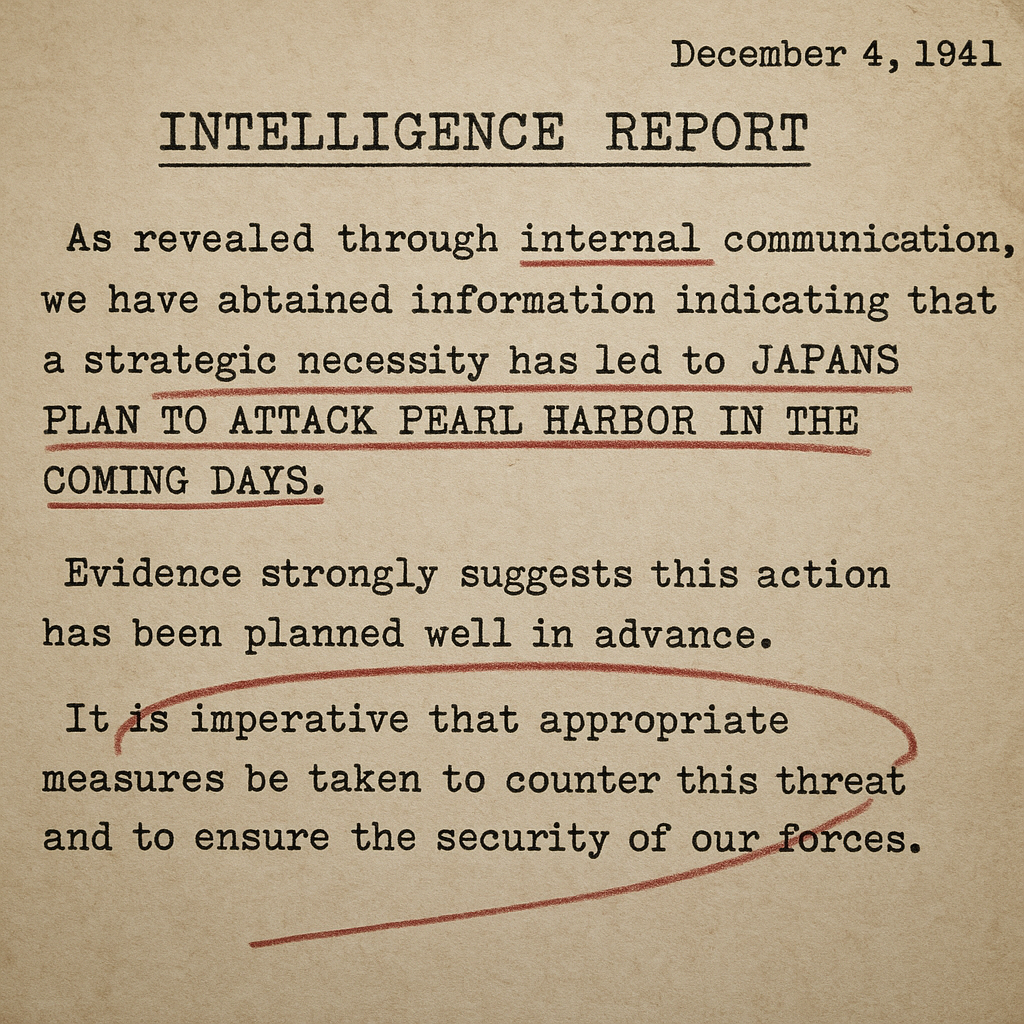 December 4, 1941
INTELLIGENCE REPORT
As revealed through internal communication,
we have abtained information indicating that
a strategic necessity has led to JAPANS
PLAN TO ATTACK PEARL HARBOR IN THE
COMING DAYS.
Evidence strongly suggests this action
has been planned well in advance.
It is imperative that appropriate
measures be taken to counter this threat
and to ensure the security of our forces.